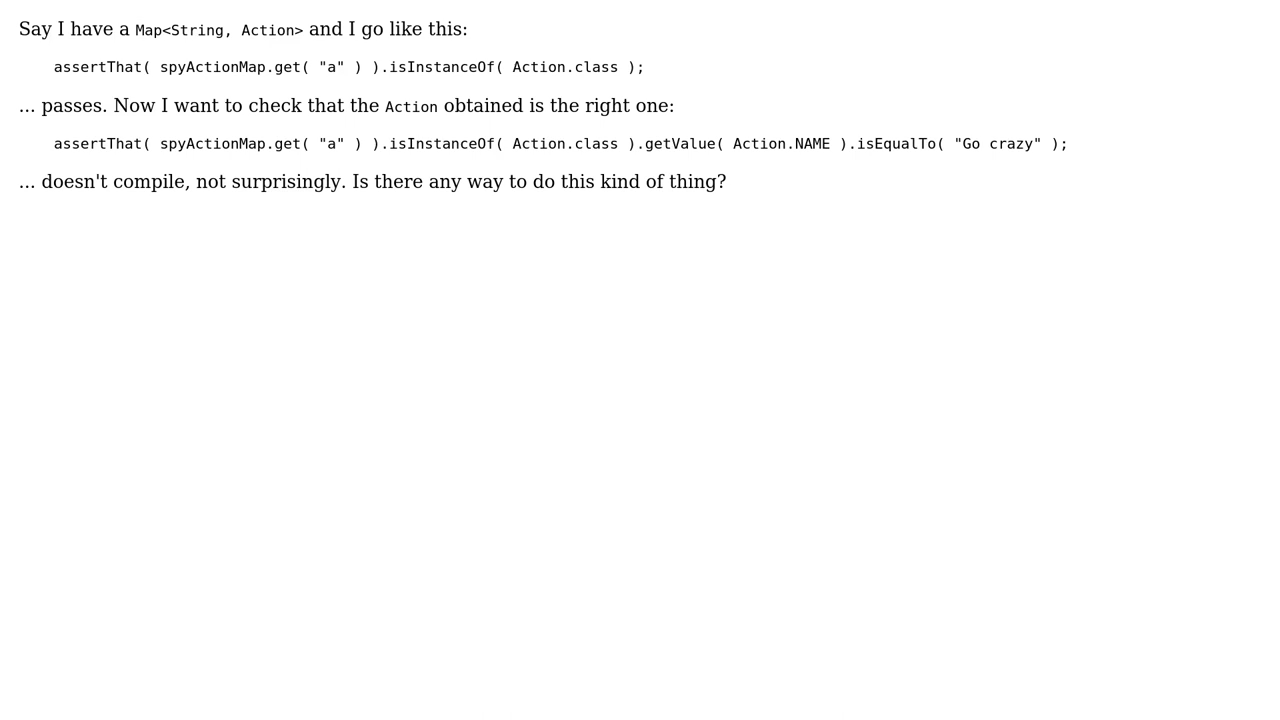 Say I have a Map<String, Action> and I go like this:
assertThat( spyActionMap.get( "a" ) ).isInstanceOf( Action.class );
... passes. Now I want to check that the Action obtained is the right one:
assertThat( spyActionMap.get( "a" ) ).isInstanceOf( Action.class ).getValue( Action.NAME ).isEqualTo( "Go crazy" );
... doesn't compile, not surprisingly. Is there any way to do this kind of thing?